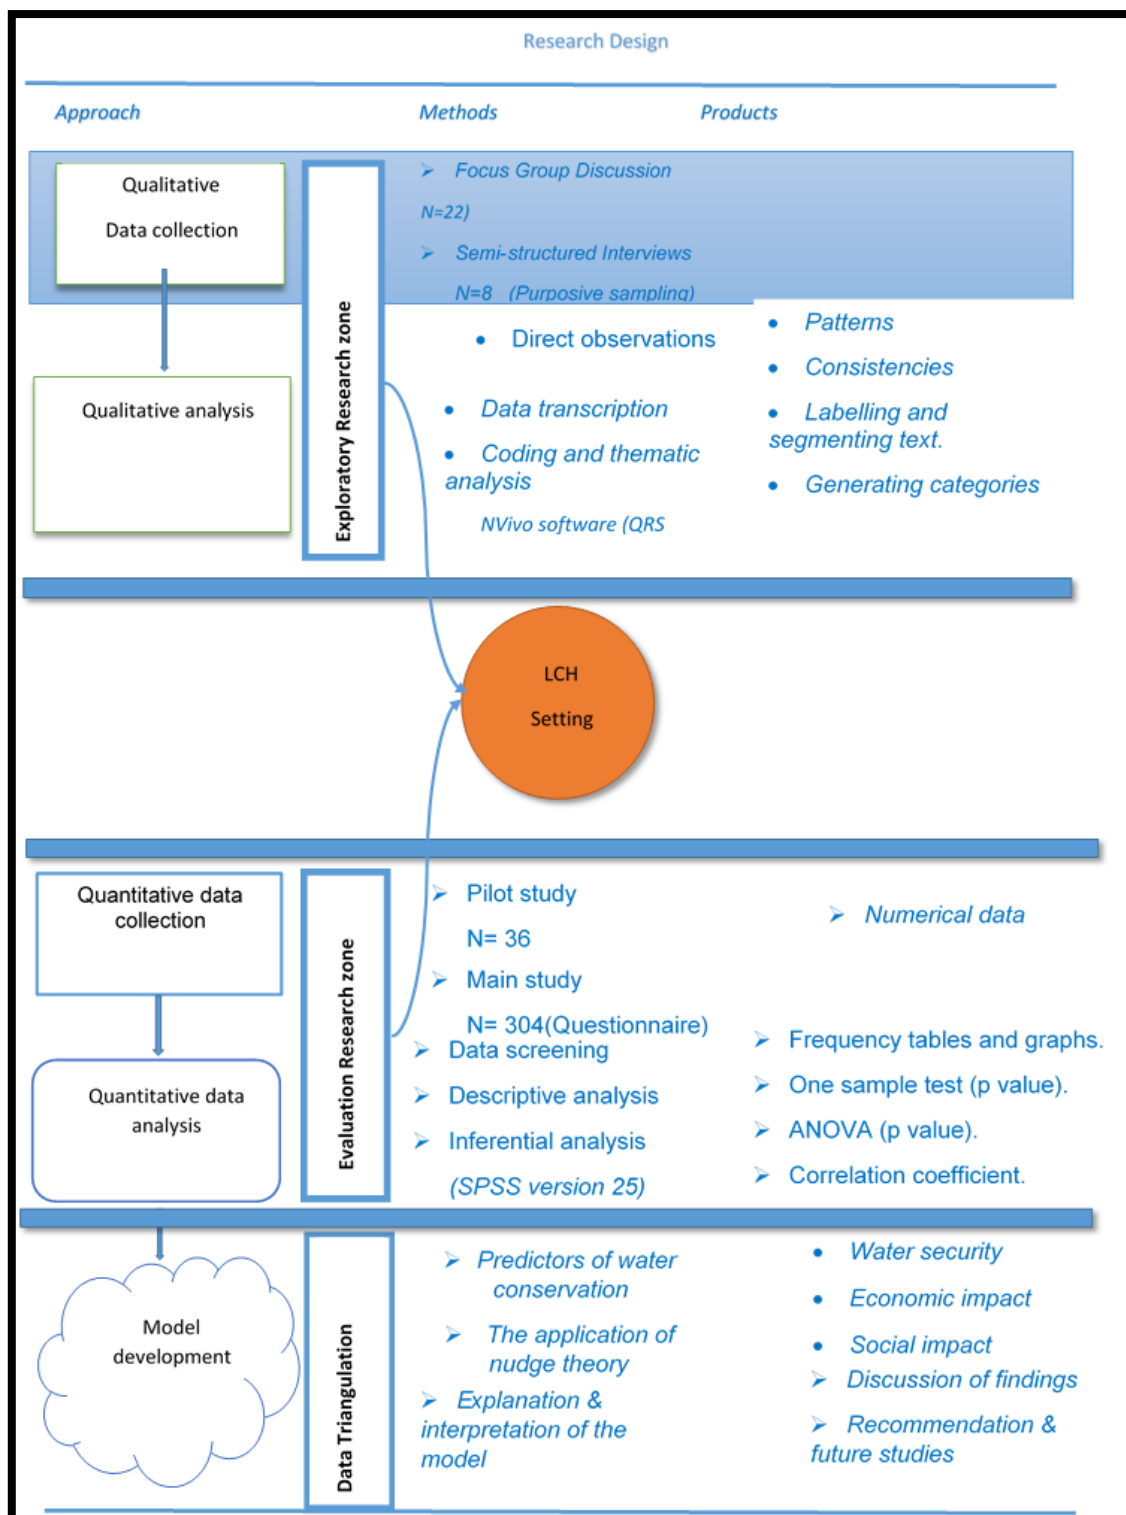 Research Design
Approach
Methods
Products
Qualitative
Data collection
Exploratory Research zone
➢ Focus Group Discussion
N=22)
➢ Semi-structured Interviews
N=8 (Purposive sampling)
• Direct observations
• Patterns
• Consistencies
• Labelling and
segmenting text.
• Generating categories
Qualitative analysis
• Data transcription
• Coding and thematic
analysis
NVivo software (QRS
LCH
Setting
Quantitative data
collection
Evaluation Research zone
➢ Pilot study
N= 36
➢ Main study
N= 304(Questionnaire)
➢ Numerical data
Quantitative data
analysis
➢ Data screening
➢ Descriptive analysis
➢ Inferential analysis
(SPSS version 25)
➢ Frequency tables and graphs.
➢ One sample test (p value).
➢ ANOVA (p value).
➢ Correlation coefficient.
Model
development
Data Triangulation
➢ Predictors of water
conservation
➢ The application of
nudge theory
➢ Explanation &
interpretation of the
model
• Water security
• Economic impact
• Social impact
➢ Discussion of findings
➢ Recommendation &
future studies